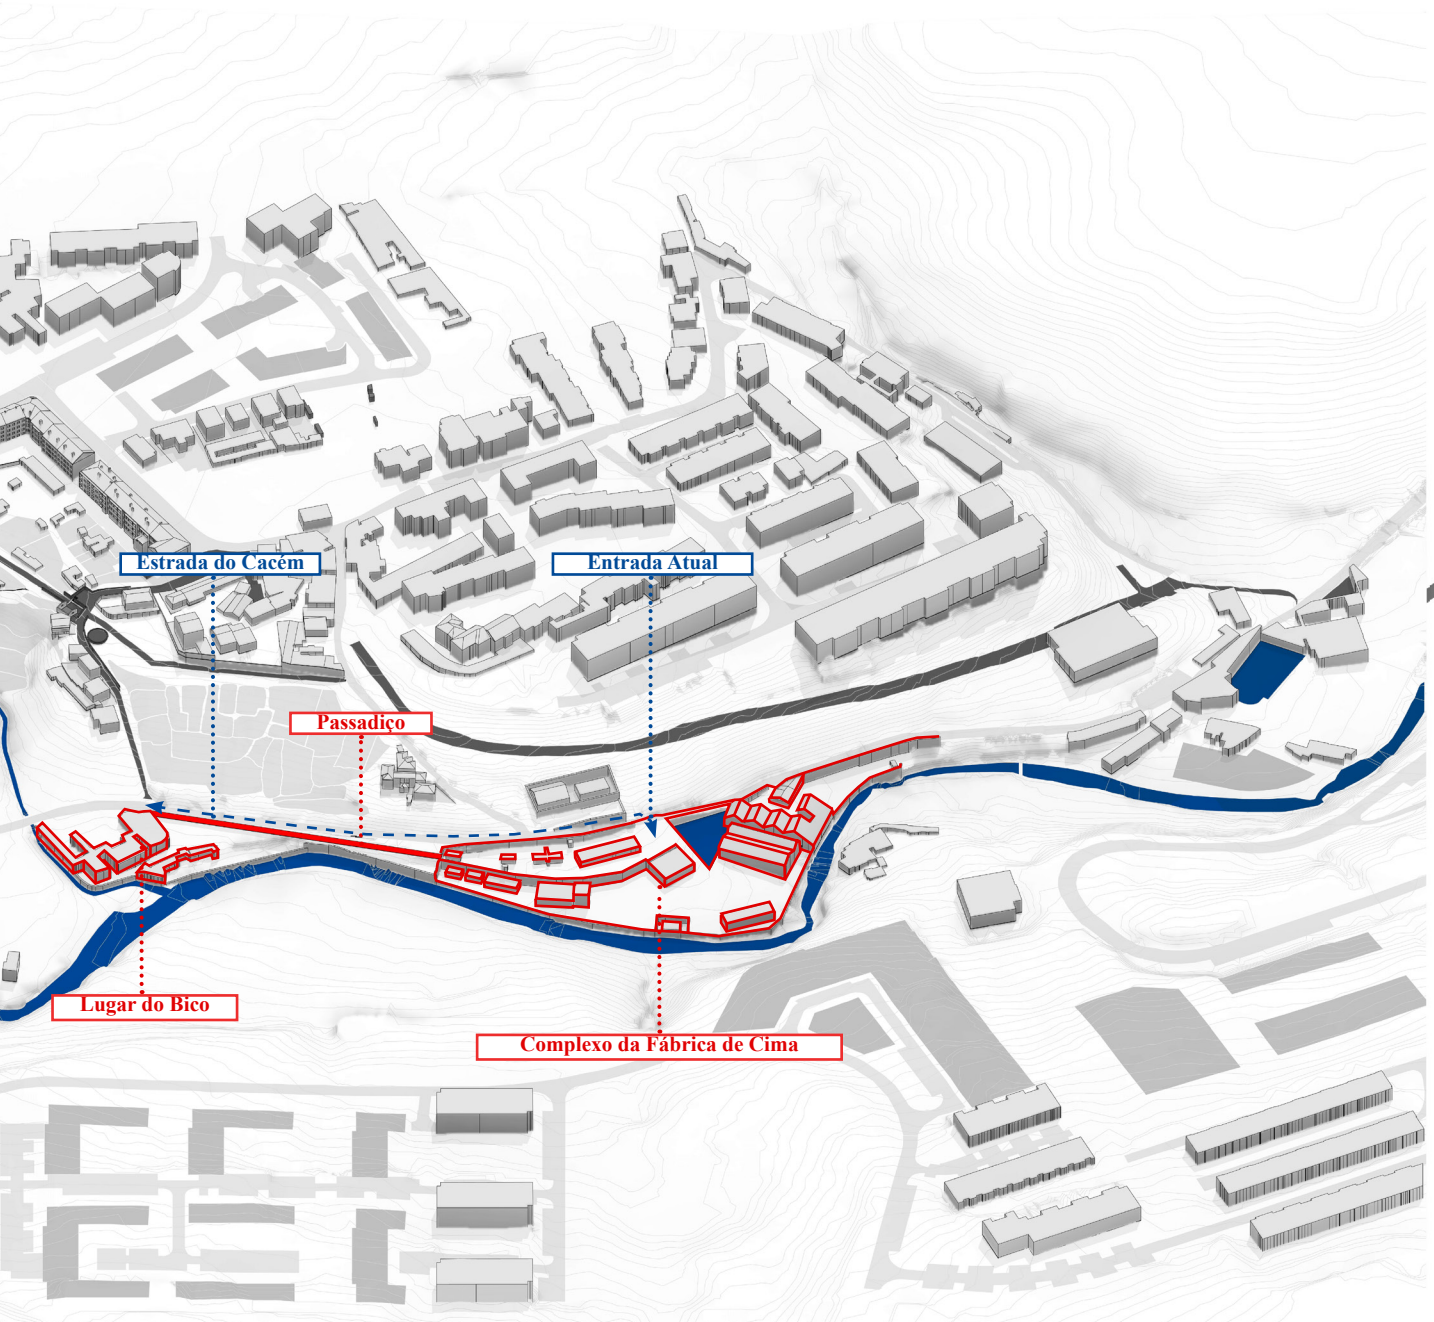 Estrada do Cacém
Entrada Atual
Passadiço
Lugar do Bico
Complexo da Fábrica de Cima